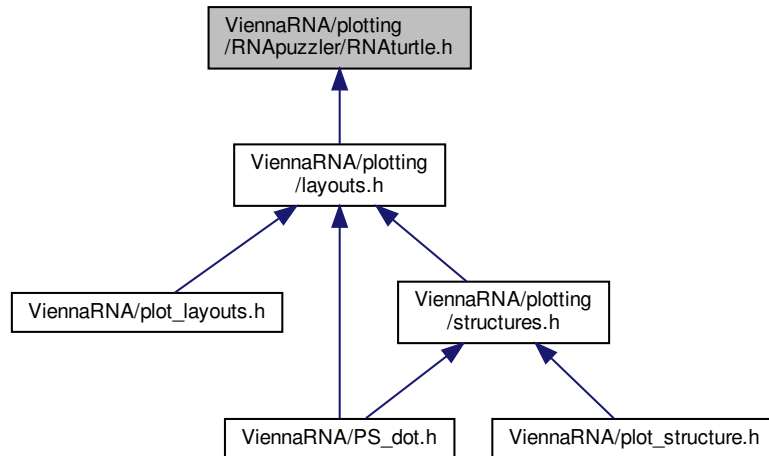 ViennaRNA/plotting
/RNApuzzler/RNAturtle.h
ViennaRNA/plotting
/layouts.h
ViennaRNA/plot_layouts.h
ViennaRNA/plotting
/structures.h
ViennaRNA/PS_dot.h
ViennaRNA/plot_structure.h